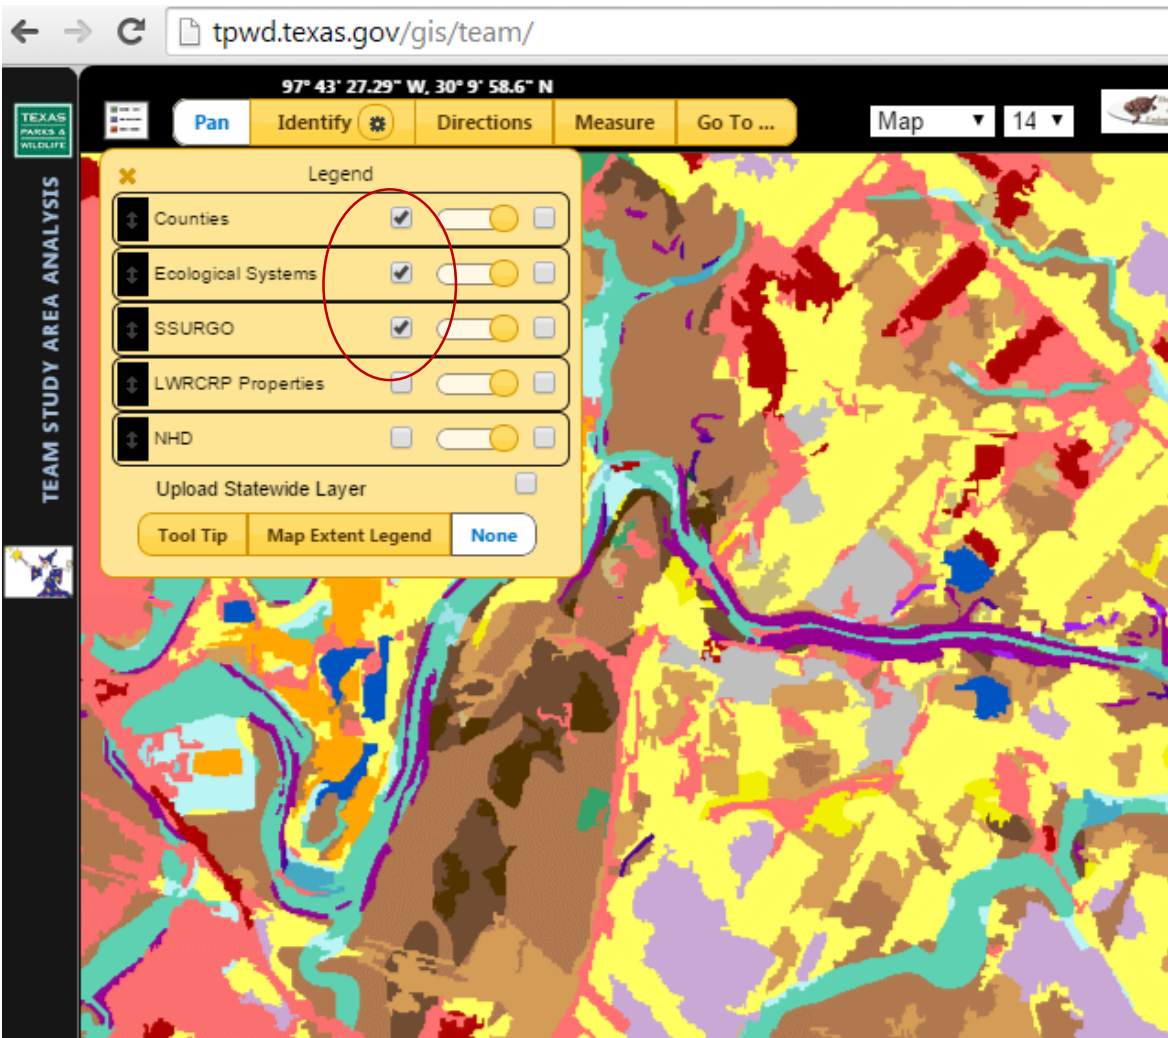 tpwd.texas.gov/gis/team/
97° 43' 27.29" W, 30° 9' 58.6" N
TEXAS
PARKS &
WILDLIFE
Pan Identify Directions Measure Go To ... Map 14
TEAM STUDY AREA ANALYSIS
Legend
Counties
Ecological Systems
SSURGO
LWRCRP Properties
NHD
Upload Statewide Layer
Tool Tip Map Extent Legend None